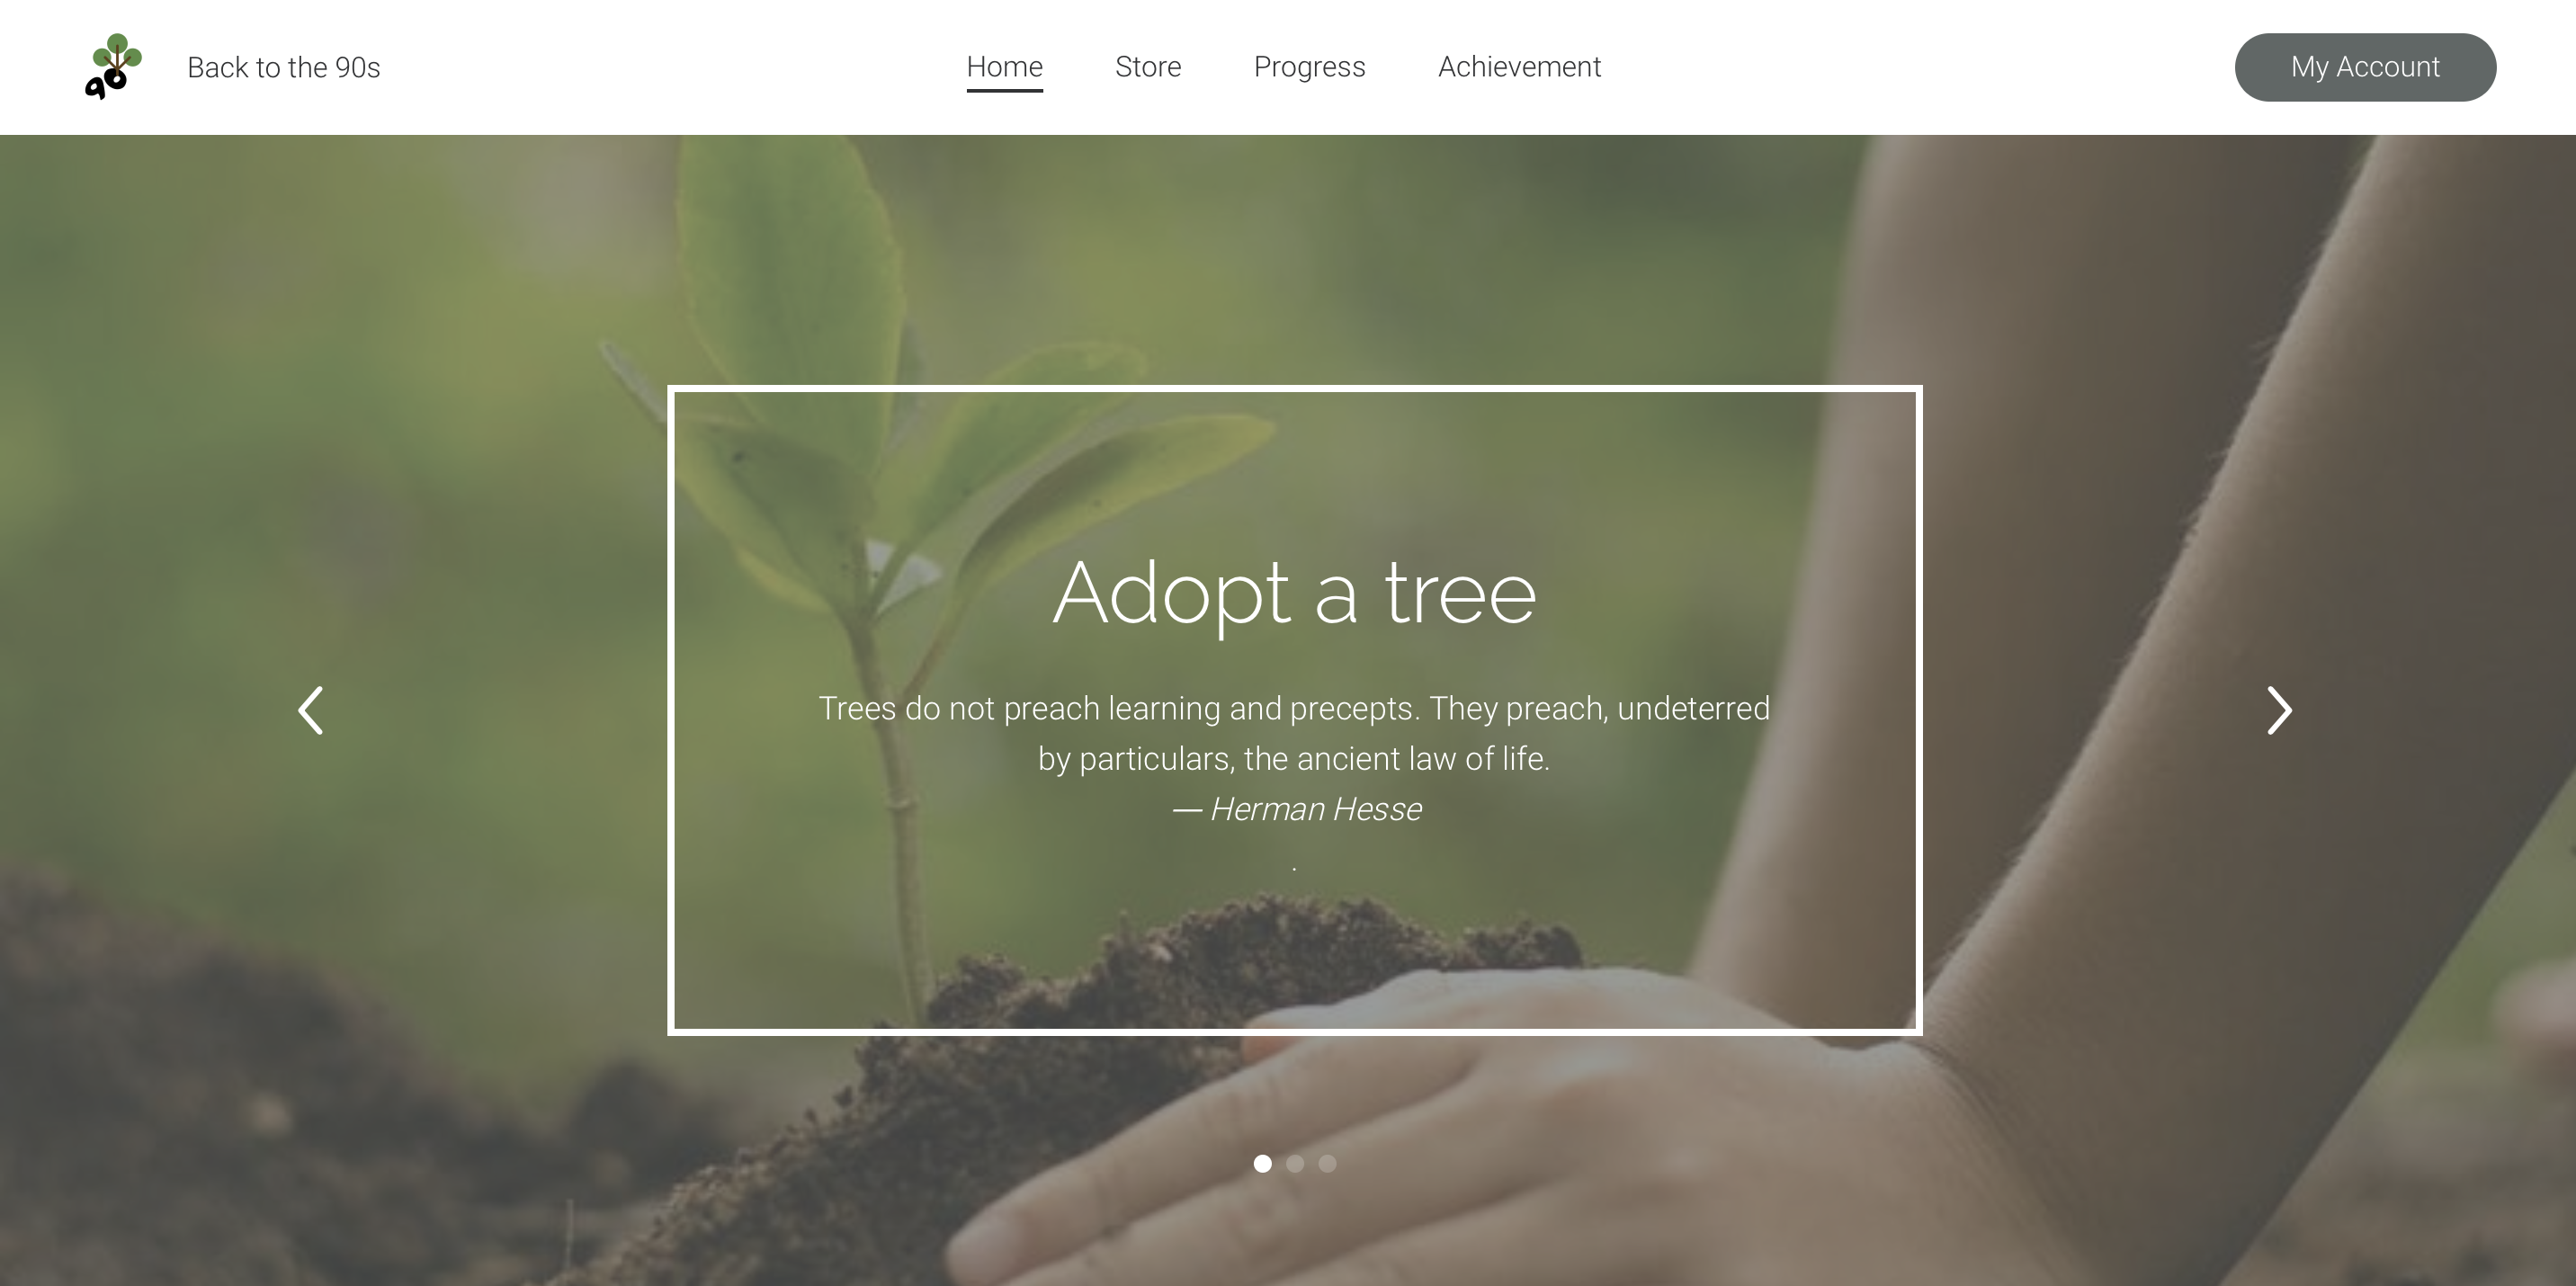 90
Back to the 90s
Home
Store
Progress
Achievement
My Account
Adopt a tree
Trees do not preach learning and precepts. They preach, undeterred
by particulars, the ancient law of life.
— Herman Hesse
.